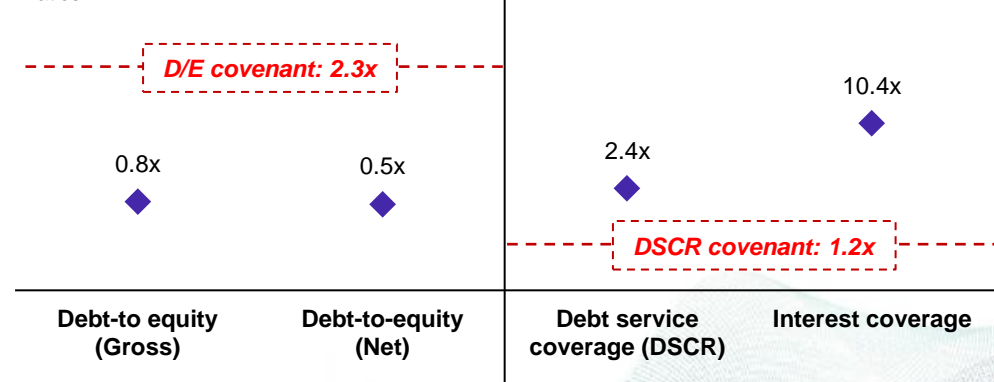 D/E covenant: 2.3x
10.4x
2.4x
0.8x
0.5x
DSCR covenant: 1.2x
Debt-to equity
(Gross)
Debt-to-equity
(Net)
Debt service
coverage (DSCR)
Interest coverage